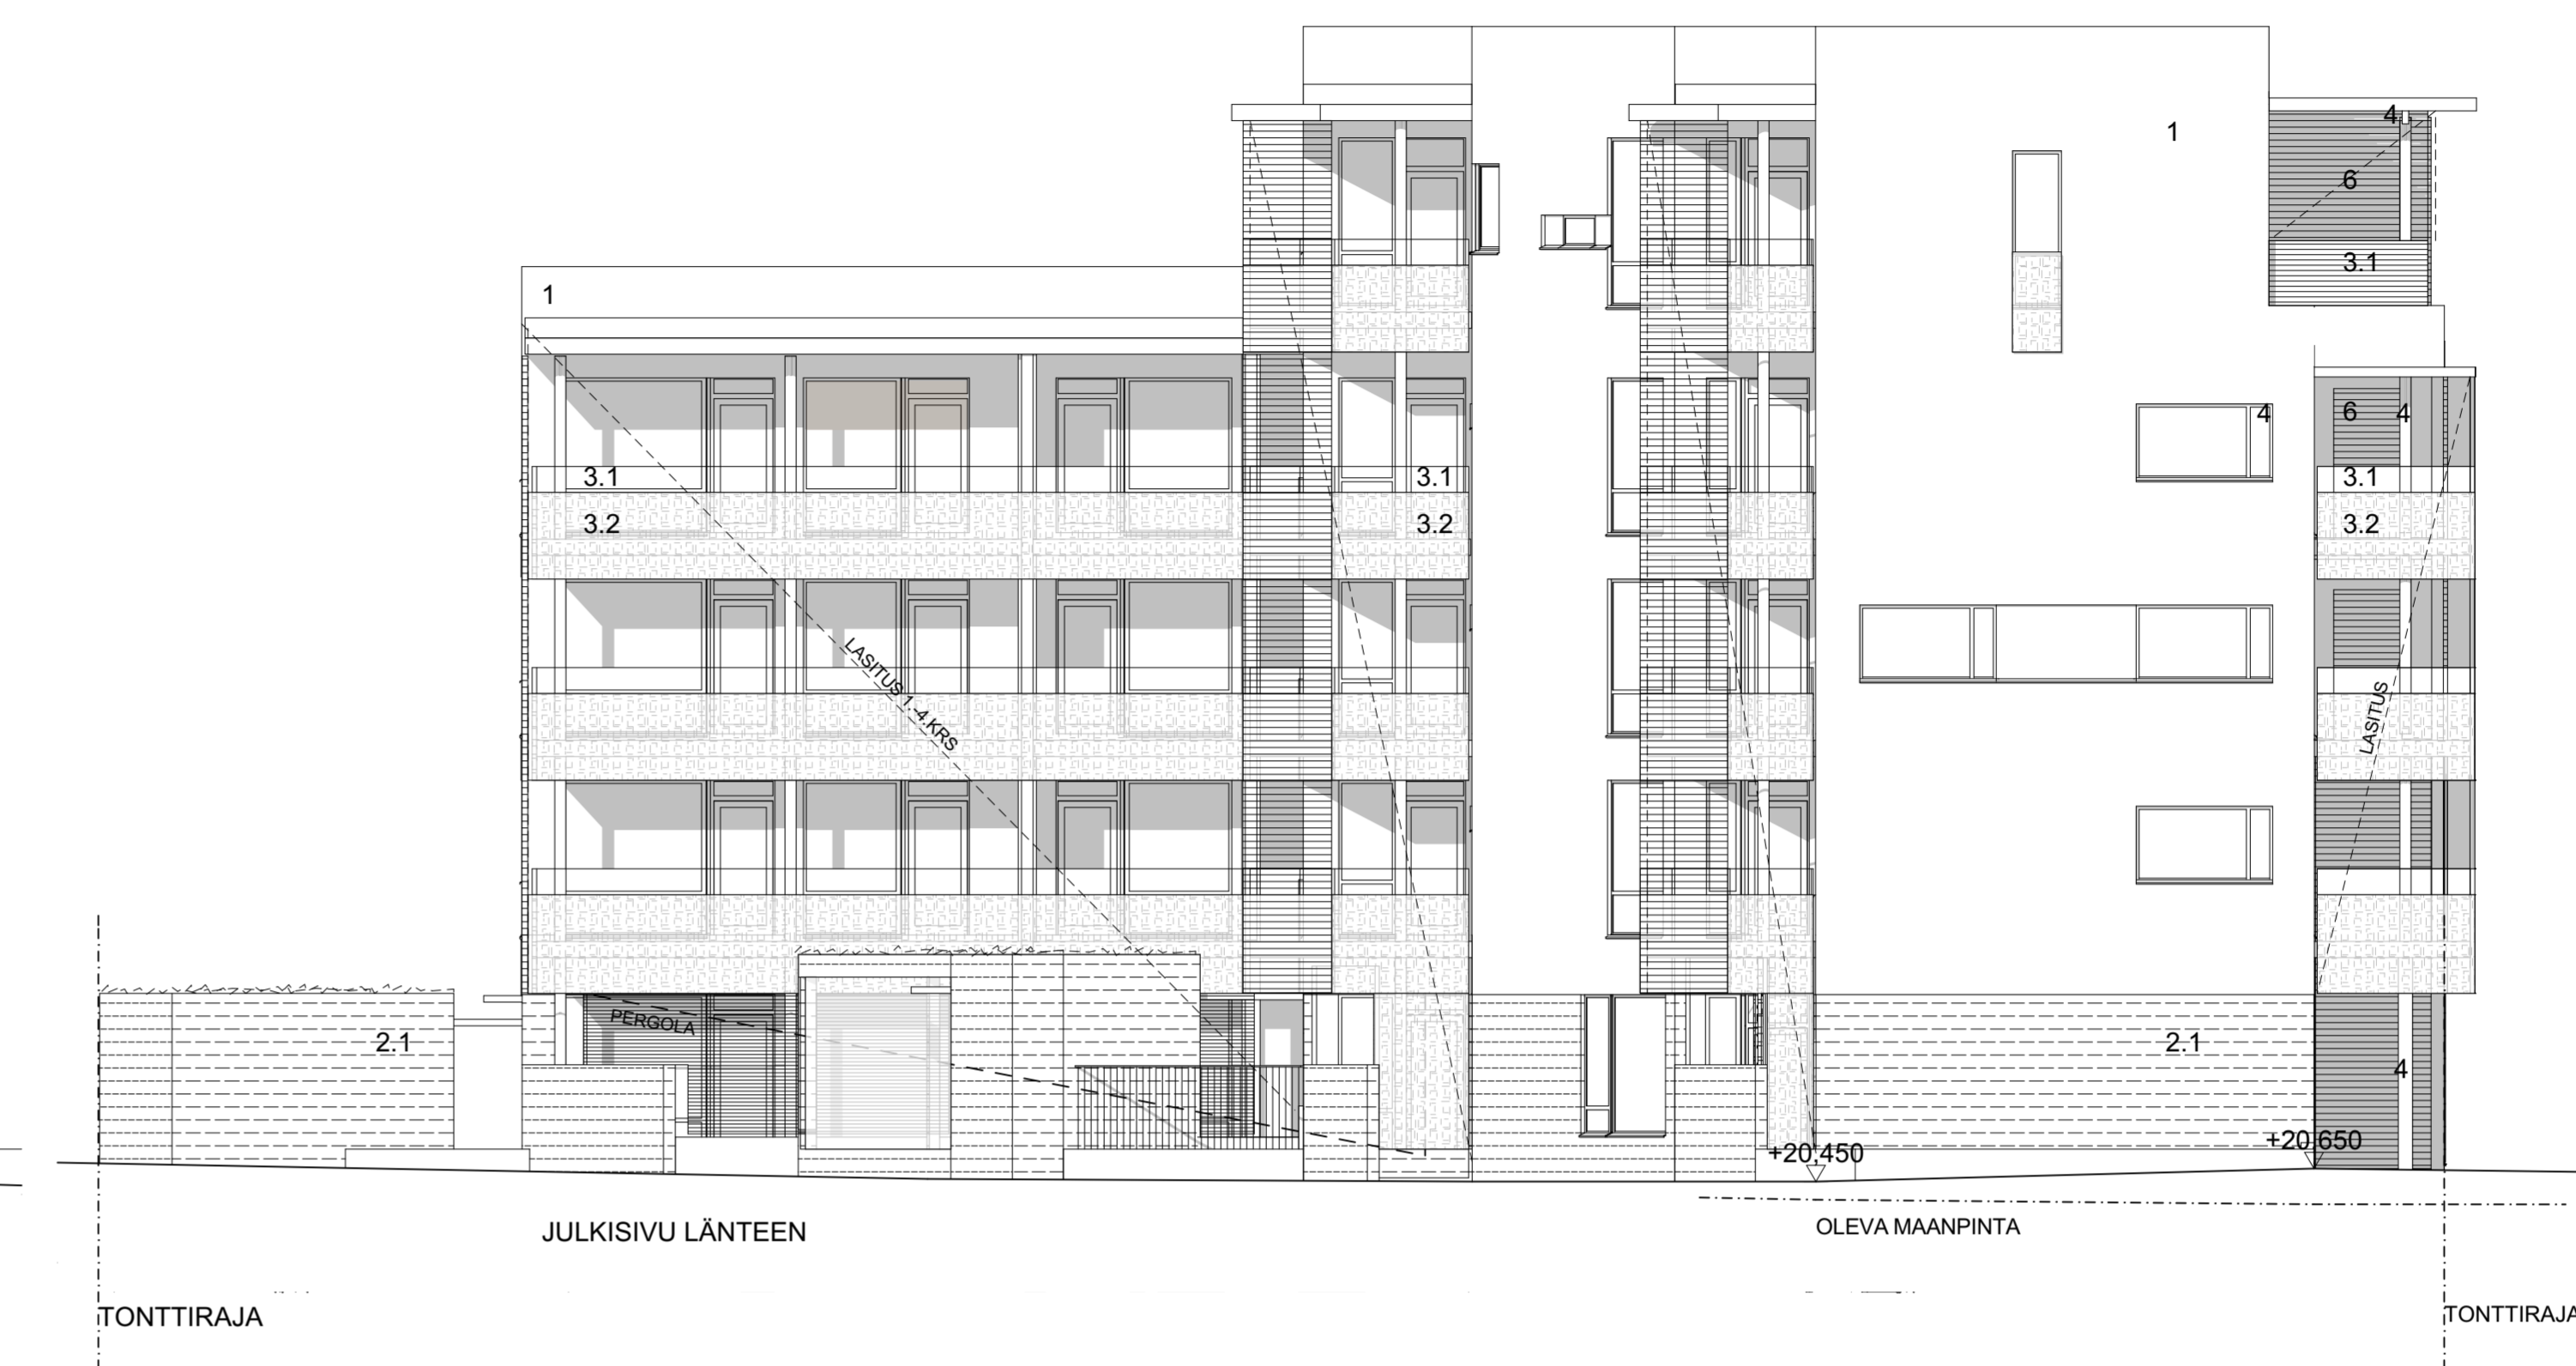 4
1
6
3.1
1
4
6
4
3.1
3.1
3.1
3.2
3.2
3.2
LASITUS 1.-4.KRS
LASITUS
PERGOLA
2.1
2.1
4
+20,450
+20,650
JULKISIVU LÄNTEEN
OLEVA MAANPINTA
TONTTIRAJA
TONTTIRAJA